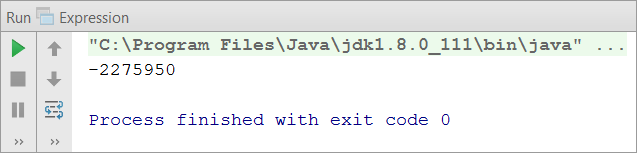 Run Expression
"C:\Program Files\Java\jdk1.8.0_111\bin\java" ...
-2275950
Process finished with exit code 0